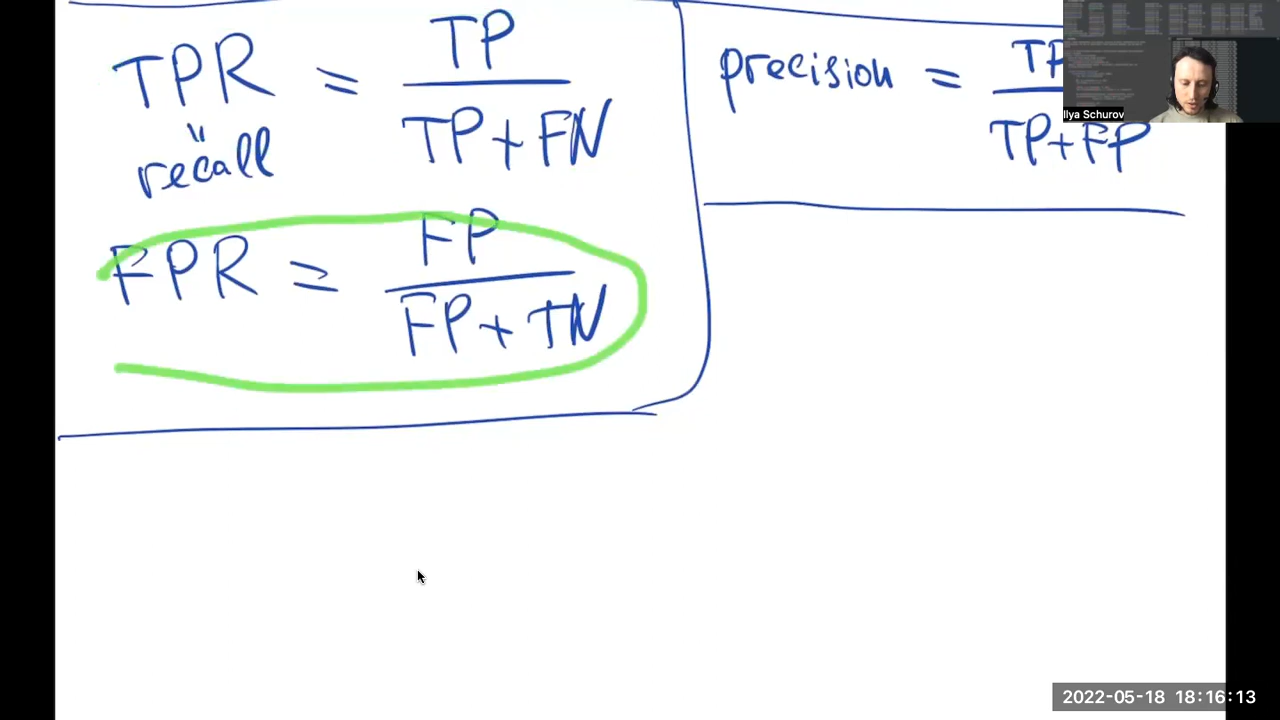 TPR = TP / TP+FN
"
recall
FPR = FP / FP+TN
precision = TP / TP+FP
Ilya Schurov
2022-05-18 18:16:13